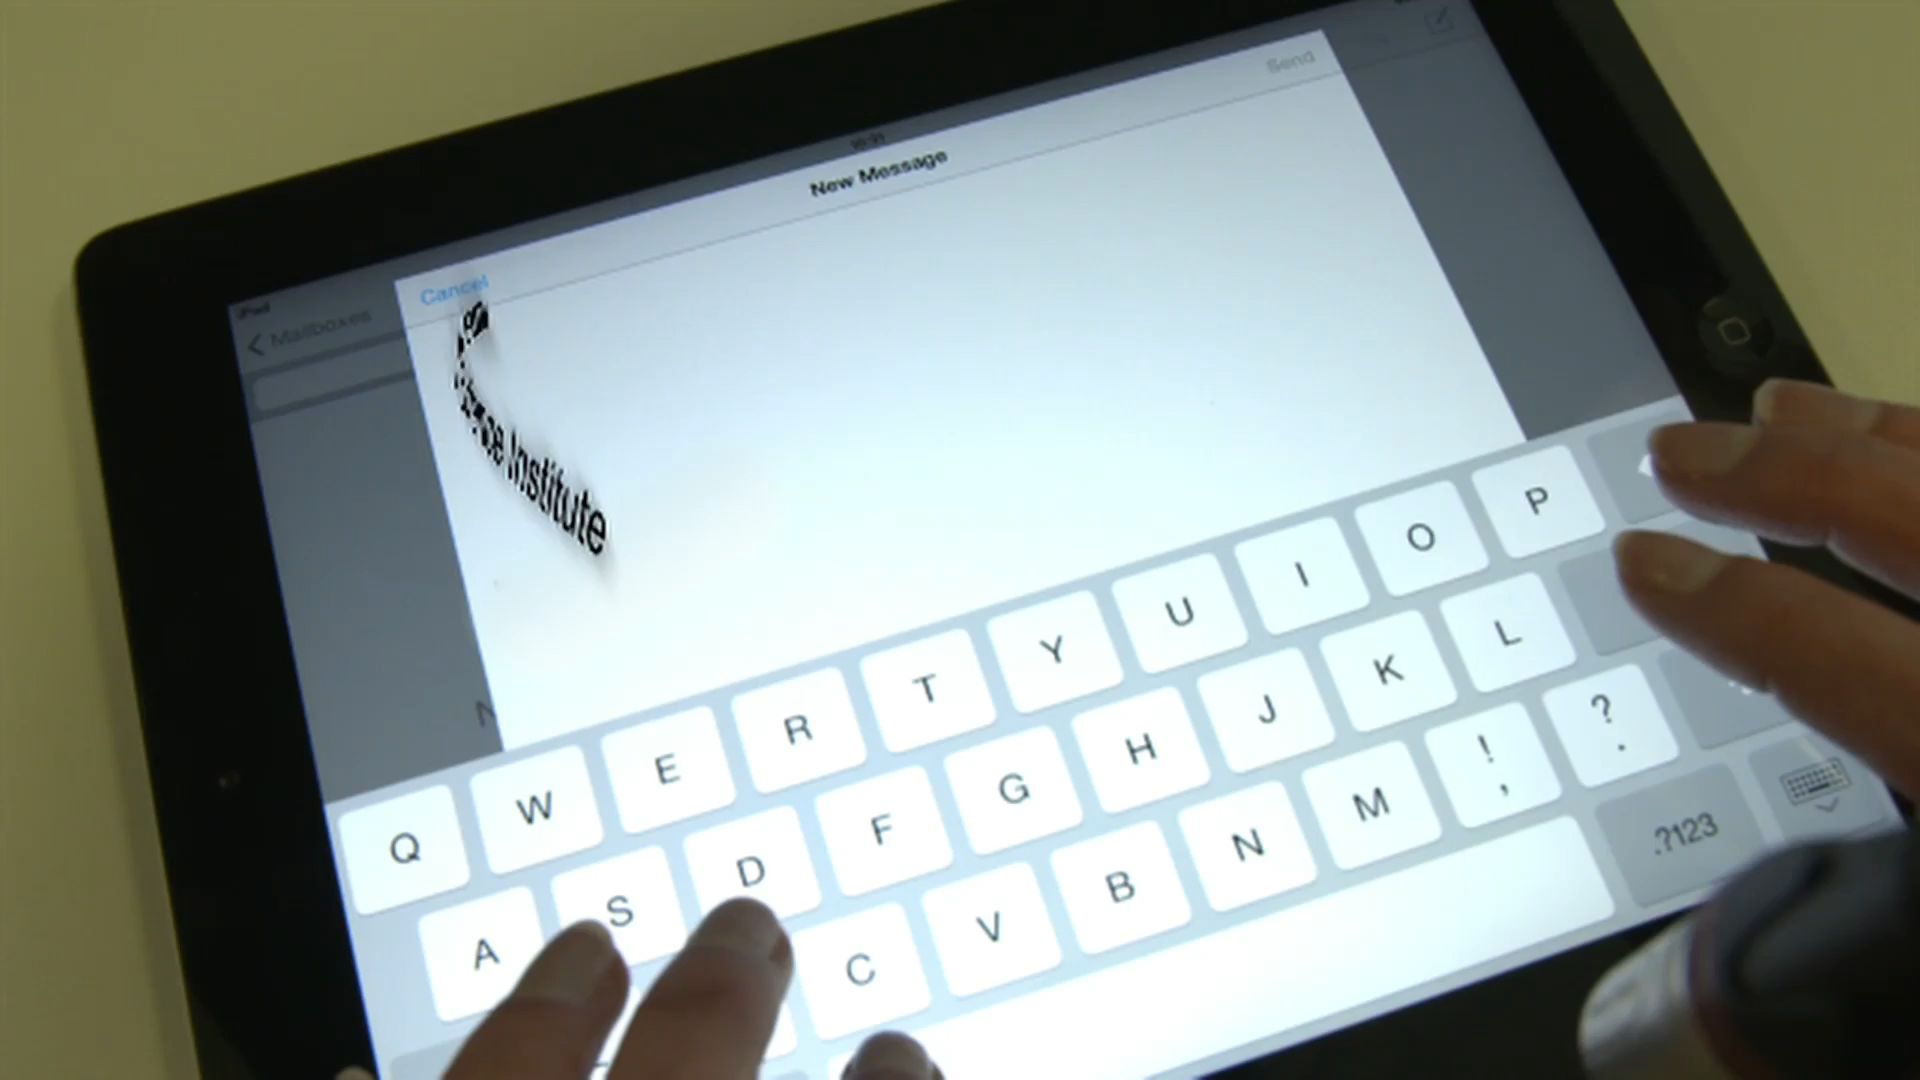 Send
New Message
Cancel
iPad
Mailboxes
Institute
Q W E R T Y U I O P
A S D F G H J K L
C V B N M ! , ? .
.?123